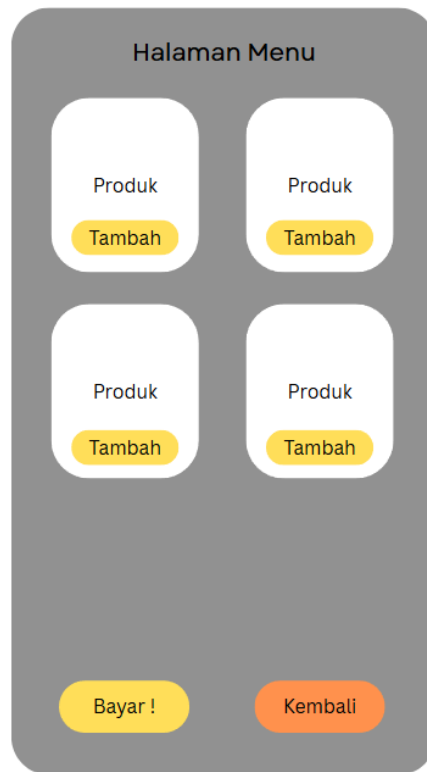 Halaman Menu
Produk
Produk
Tambah
Tambah
Produk
Produk
Tambah
Tambah
Bayar !
Kembali